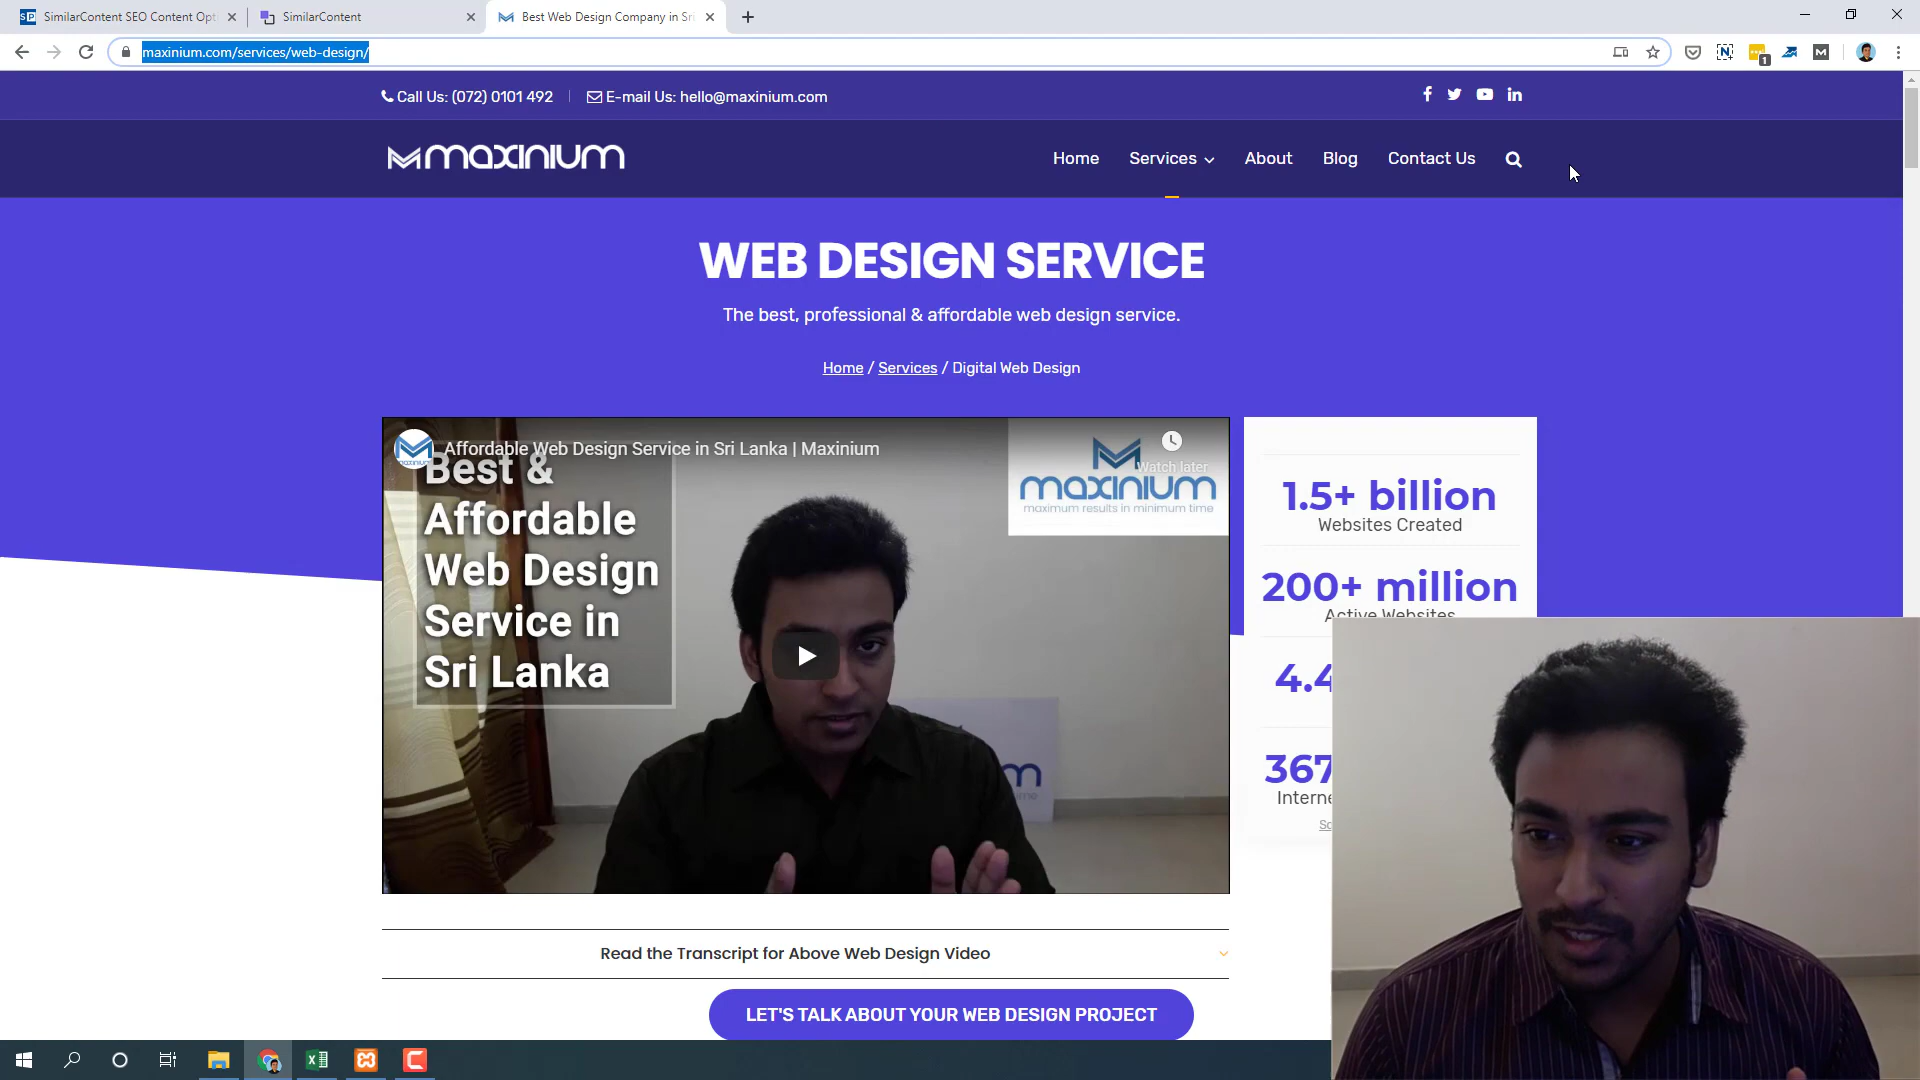 SimilarContent SEO Content Opt
SimilarContent
Best Web Design Company in Sri
maxinium.com/services/web-design/
1
Call Us: (072) 0101 492
E-mail Us: hello@maxinium.com
maxinium
Home
Services
About
Blog
Contact Us
WEB DESIGN SERVICE
The best, professional & affordable web design service.
Home / Services / Digital Web Design
Affordable Web Design Service in Sri Lanka | Maxinium
Watch later
Best &
Affordable
Web Design
Service in
Sri Lanka
maxinium
maximum results in minimum time
1.5+ billion
Websites Created
200+ million
Active Websites
4.4
367
Interne
Read the Transcript for Above Web Design Video
LET'S TALK ABOUT YOUR WEB DESIGN PROJECT